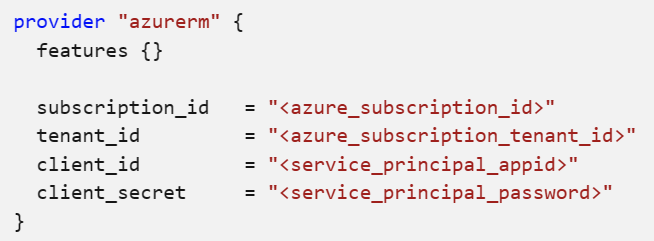 provider "azurerm" {
  features {}

  subscription_id   = "<azure_subscription_id>"
  tenant_id         = "<azure_subscription_tenant_id>"
  client_id         = "<service_principal_appid>"
  client_secret     = "<service_principal_password>"
}